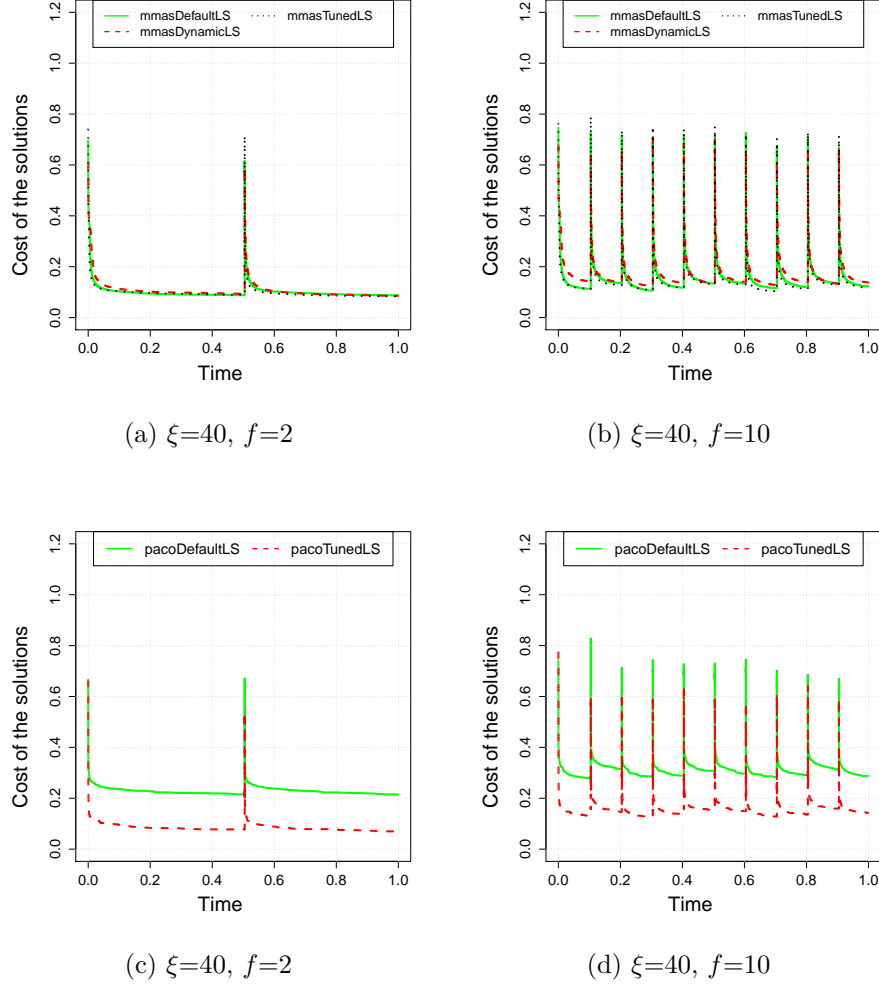 mmasDefaultLS
mmasDynamicLS
mmasTunedLS
Cost of the solutions
0.0 0.2 0.4 0.6 0.8 1.0 1.2
0.0 0.2 0.4 0.6 0.8 1.0
Time
(a) ξ=40, f=2
mmasDefaultLS
mmasDynamicLS
mmasTunedLS
Cost of the solutions
0.0 0.2 0.4 0.6 0.8 1.0 1.2
0.0 0.2 0.4 0.6 0.8 1.0
Time
(b) ξ=40, f=10
pacoDefaultLS pacoTunedLS
Cost of the solutions
0.0 0.2 0.4 0.6 0.8 1.0 1.2
0.0 0.2 0.4 0.6 0.8 1.0
Time
(c) ξ=40, f=2
pacoDefaultLS pacoTunedLS
Cost of the solutions
0.0 0.2 0.4 0.6 0.8 1.0 1.2
0.0 0.2 0.4 0.6 0.8 1.0
Time
(d) ξ=40, f=10